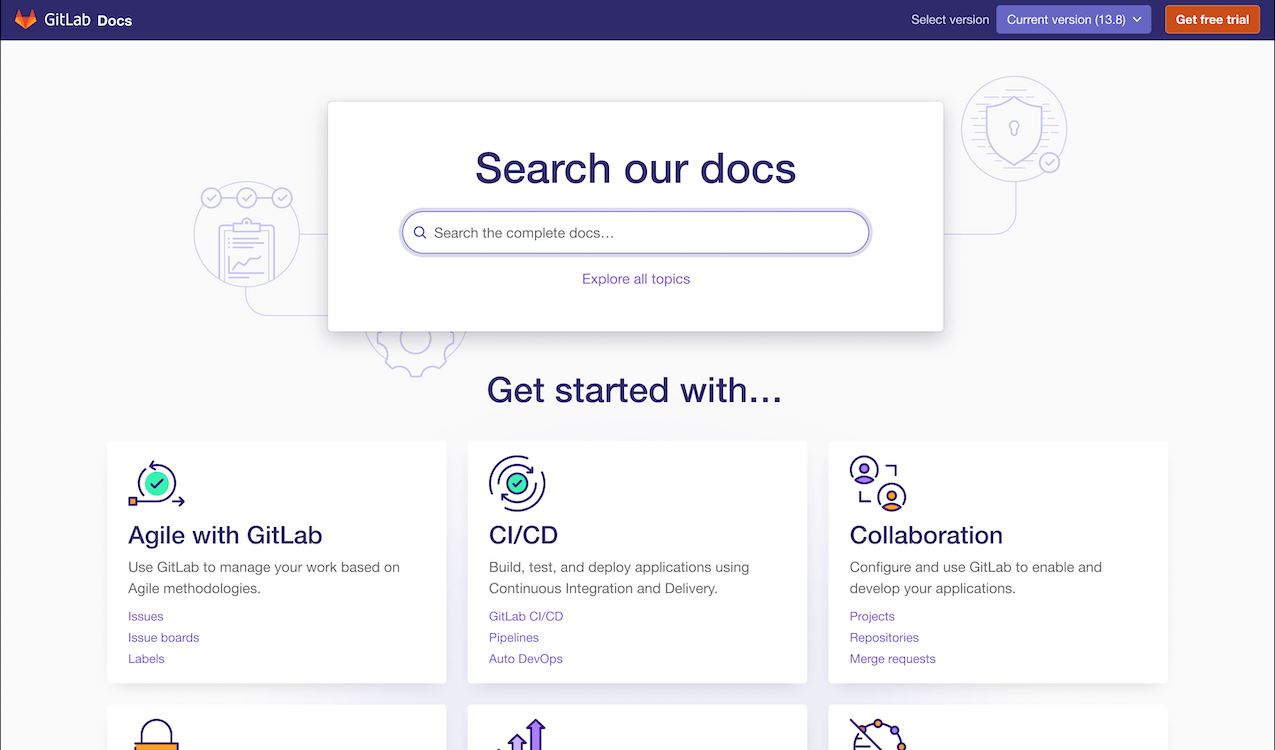 GitLab Docs
Select version
Current version (13.8)
Get free trial
Search our docs
Search the complete docs…
Explore all topics
Get started with…
Agile with GitLab
Use GitLab to manage your work based on
Agile methodologies.
Issues
Issue boards
Labels
CI/CD
Build, test, and deploy applications using
Continuous Integration and Delivery.
GitLab CI/CD
Pipelines
Auto DevOps
Collaboration
Configure and use GitLab to enable and
develop your applications.
Projects
Repositories
Merge requests